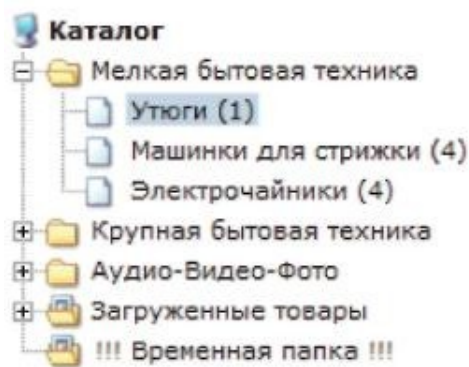 Каталог
Мелкая бытовая техника
Утюги (1)
Машинки для стрижки (4)
Электрочайники (4)
Крупная бытовая техника
Аудио-Видео-Фото
Загруженные товары
!!! Временная папка !!!